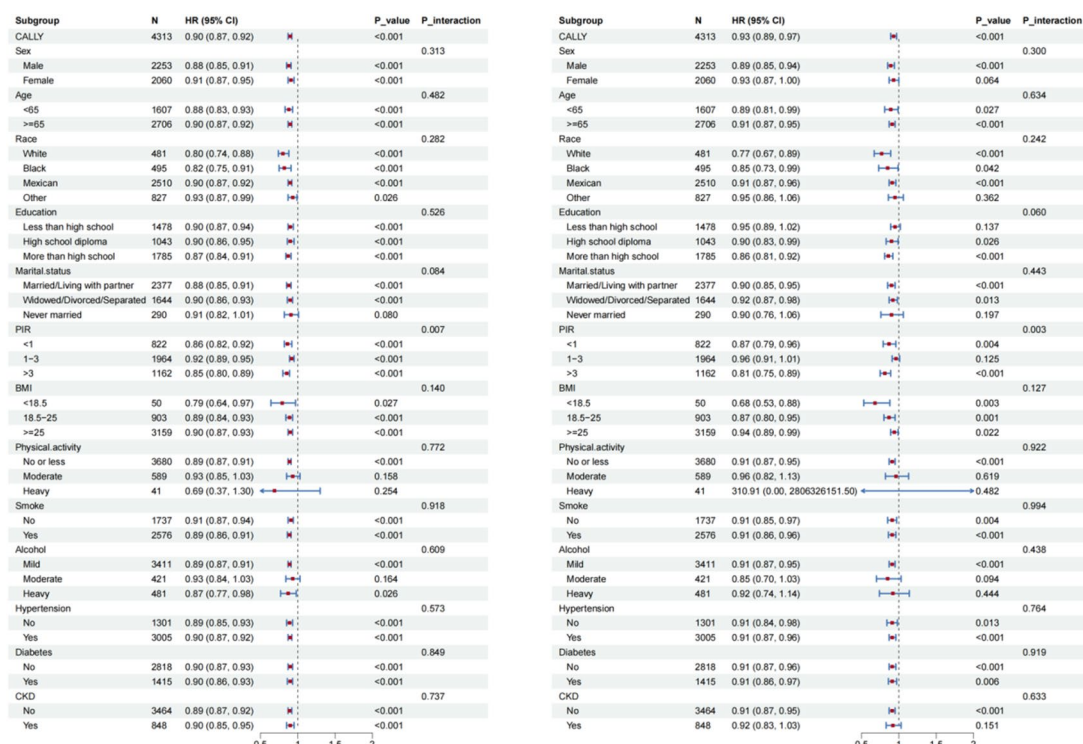 Subgroup N HR (95% CI) P_value P_interaction
CALLY 4313 0.90 (0.87, 0.92) <0.001
Sex 0.313
Male 2253 0.88 (0.85, 0.91) <0.001
Female 2060 0.91 (0.87, 0.95) <0.001
Age 0.482
<65 1607 0.88 (0.83, 0.93) <0.001
>=65 2706 0.90 (0.87, 0.92) <0.001
Race 0.282
White 481 0.80 (0.74, 0.88) <0.001
Black 495 0.82 (0.75, 0.91) <0.001
Mexican 2510 0.90 (0.87, 0.92) <0.001
Other 827 0.93 (0.87, 0.99) 0.026
Education 0.526
Less than high school 1478 0.90 (0.87, 0.94) <0.001
High school diploma 1043 0.90 (0.86, 0.95) <0.001
More than high school 1785 0.87 (0.84, 0.91) <0.001
Marital.status 0.084
Married/Living with partner 2377 0.88 (0.85, 0.91) <0.001
Widowed/Divorced/Separated 1644 0.90 (0.86, 0.93) <0.001
Never married 290 0.91 (0.82, 1.01) 0.080
PIR 0.007
<1 822 0.86 (0.82, 0.92) <0.001
1−3 1964 0.92 (0.89, 0.95) <0.001
>3 1162 0.85 (0.80, 0.89) <0.001
BMI 0.140
<18.5 50 0.79 (0.64, 0.97) 0.027
18.5−25 903 0.89 (0.84, 0.93) <0.001
>=25 3159 0.90 (0.87, 0.93) <0.001
Physical.activity 0.772
No or less 3680 0.89 (0.87, 0.91) <0.001
Moderate 589 0.93 (0.85, 1.03) 0.158
Heavy 41 0.69 (0.37, 1.30) 0.254
Smoke 0.918
No 1737 0.91 (0.87, 0.94) <0.001
Yes 2576 0.89 (0.86, 0.91) <0.001
Alcohol 0.609
Mild 3411 0.89 (0.87, 0.91) <0.001
Moderate 421 0.93 (0.84, 1.03) 0.164
Heavy 481 0.87 (0.77, 0.98) 0.026
Hypertension 0.573
No 1301 0.89 (0.85, 0.93) <0.001
Yes 3005 0.90 (0.87, 0.92) <0.001
Diabetes 0.849
No 2818 0.90 (0.87, 0.93) <0.001
Yes 1415 0.90 (0.86, 0.93) <0.001
CKD 0.737
No 3464 0.89 (0.87, 0.92) <0.001
Yes 848 0.90 (0.85, 0.95) <0.001
0.5 1 1.5 2
Subgroup N HR (95% CI) P_value P_interaction
CALLY 4313 0.93 (0.89, 0.97) <0.001
Sex 0.300
Male 2253 0.89 (0.85, 0.94) <0.001
Female 2060 0.93 (0.87, 1.00) 0.064
Age 0.634
<65 1607 0.89 (0.81, 0.99) 0.027
>=65 2706 0.91 (0.87, 0.95) <0.001
Race 0.242
White 481 0.77 (0.67, 0.89) <0.001
Black 495 0.85 (0.73, 0.99) 0.042
Mexican 2510 0.91 (0.87, 0.96) <0.001
Other 827 0.95 (0.86, 1.06) 0.362
Education 0.060
Less than high school 1478 0.95 (0.89, 1.02) 0.137
High school diploma 1043 0.90 (0.83, 0.99) 0.026
More than high school 1785 0.86 (0.81, 0.92) <0.001
Marital.status 0.443
Married/Living with partner 2377 0.90 (0.85, 0.95) <0.001
Widowed/Divorced/Separated 1644 0.92 (0.87, 0.98) 0.013
Never married 290 0.90 (0.76, 1.06) 0.197
PIR 0.003
<1 822 0.87 (0.79, 0.96) 0.004
1−3 1964 0.96 (0.91, 1.01) 0.125
>3 1162 0.81 (0.75, 0.89) <0.001
BMI 0.127
<18.5 50 0.68 (0.53, 0.88) 0.003
18.5−25 903 0.87 (0.80, 0.95) 0.001
>=25 3159 0.94 (0.89, 0.99) 0.022
Physical.activity 0.922
No or less 3680 0.91 (0.87, 0.95) <0.001
Moderate 589 0.96 (0.82, 1.13) 0.619
Heavy 41 310.91 (0.00, 2806326151.50) 0.482
Smoke 0.994
No 1737 0.91 (0.85, 0.97) 0.004
Yes 2576 0.91 (0.86, 0.96) <0.001
Alcohol 0.438
Mild 3411 0.91 (0.87, 0.95) <0.001
Moderate 421 0.85 (0.70, 1.03) 0.094
Heavy 481 0.92 (0.74, 1.14) 0.444
Hypertension 0.764
No 1301 0.91 (0.84, 0.98) 0.013
Yes 3005 0.91 (0.87, 0.96) <0.001
Diabetes 0.919
No 2818 0.91 (0.87, 0.96) <0.001
Yes 1415 0.91 (0.86, 0.97) 0.006
CKD 0.633
No 3464 0.91 (0.87, 0.95) <0.001
Yes 848 0.92 (0.83, 1.03) 0.151
0.5 1 1.5 2